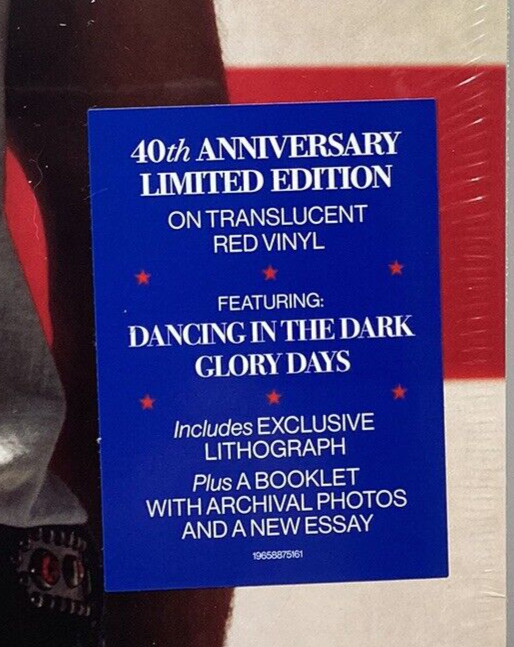 40th ANNIVERSARY
LIMITED EDITION
ON TRANSLUCENT
RED VINYL
FEATURING:
DANCING IN THE DARK
GLORY DAYS
Includes EXCLUSIVE
LITHOGRAPH
Plus A BOOKLET
WITH ARCHIVAL PHOTOS
AND A NEW ESSAY
19658875161